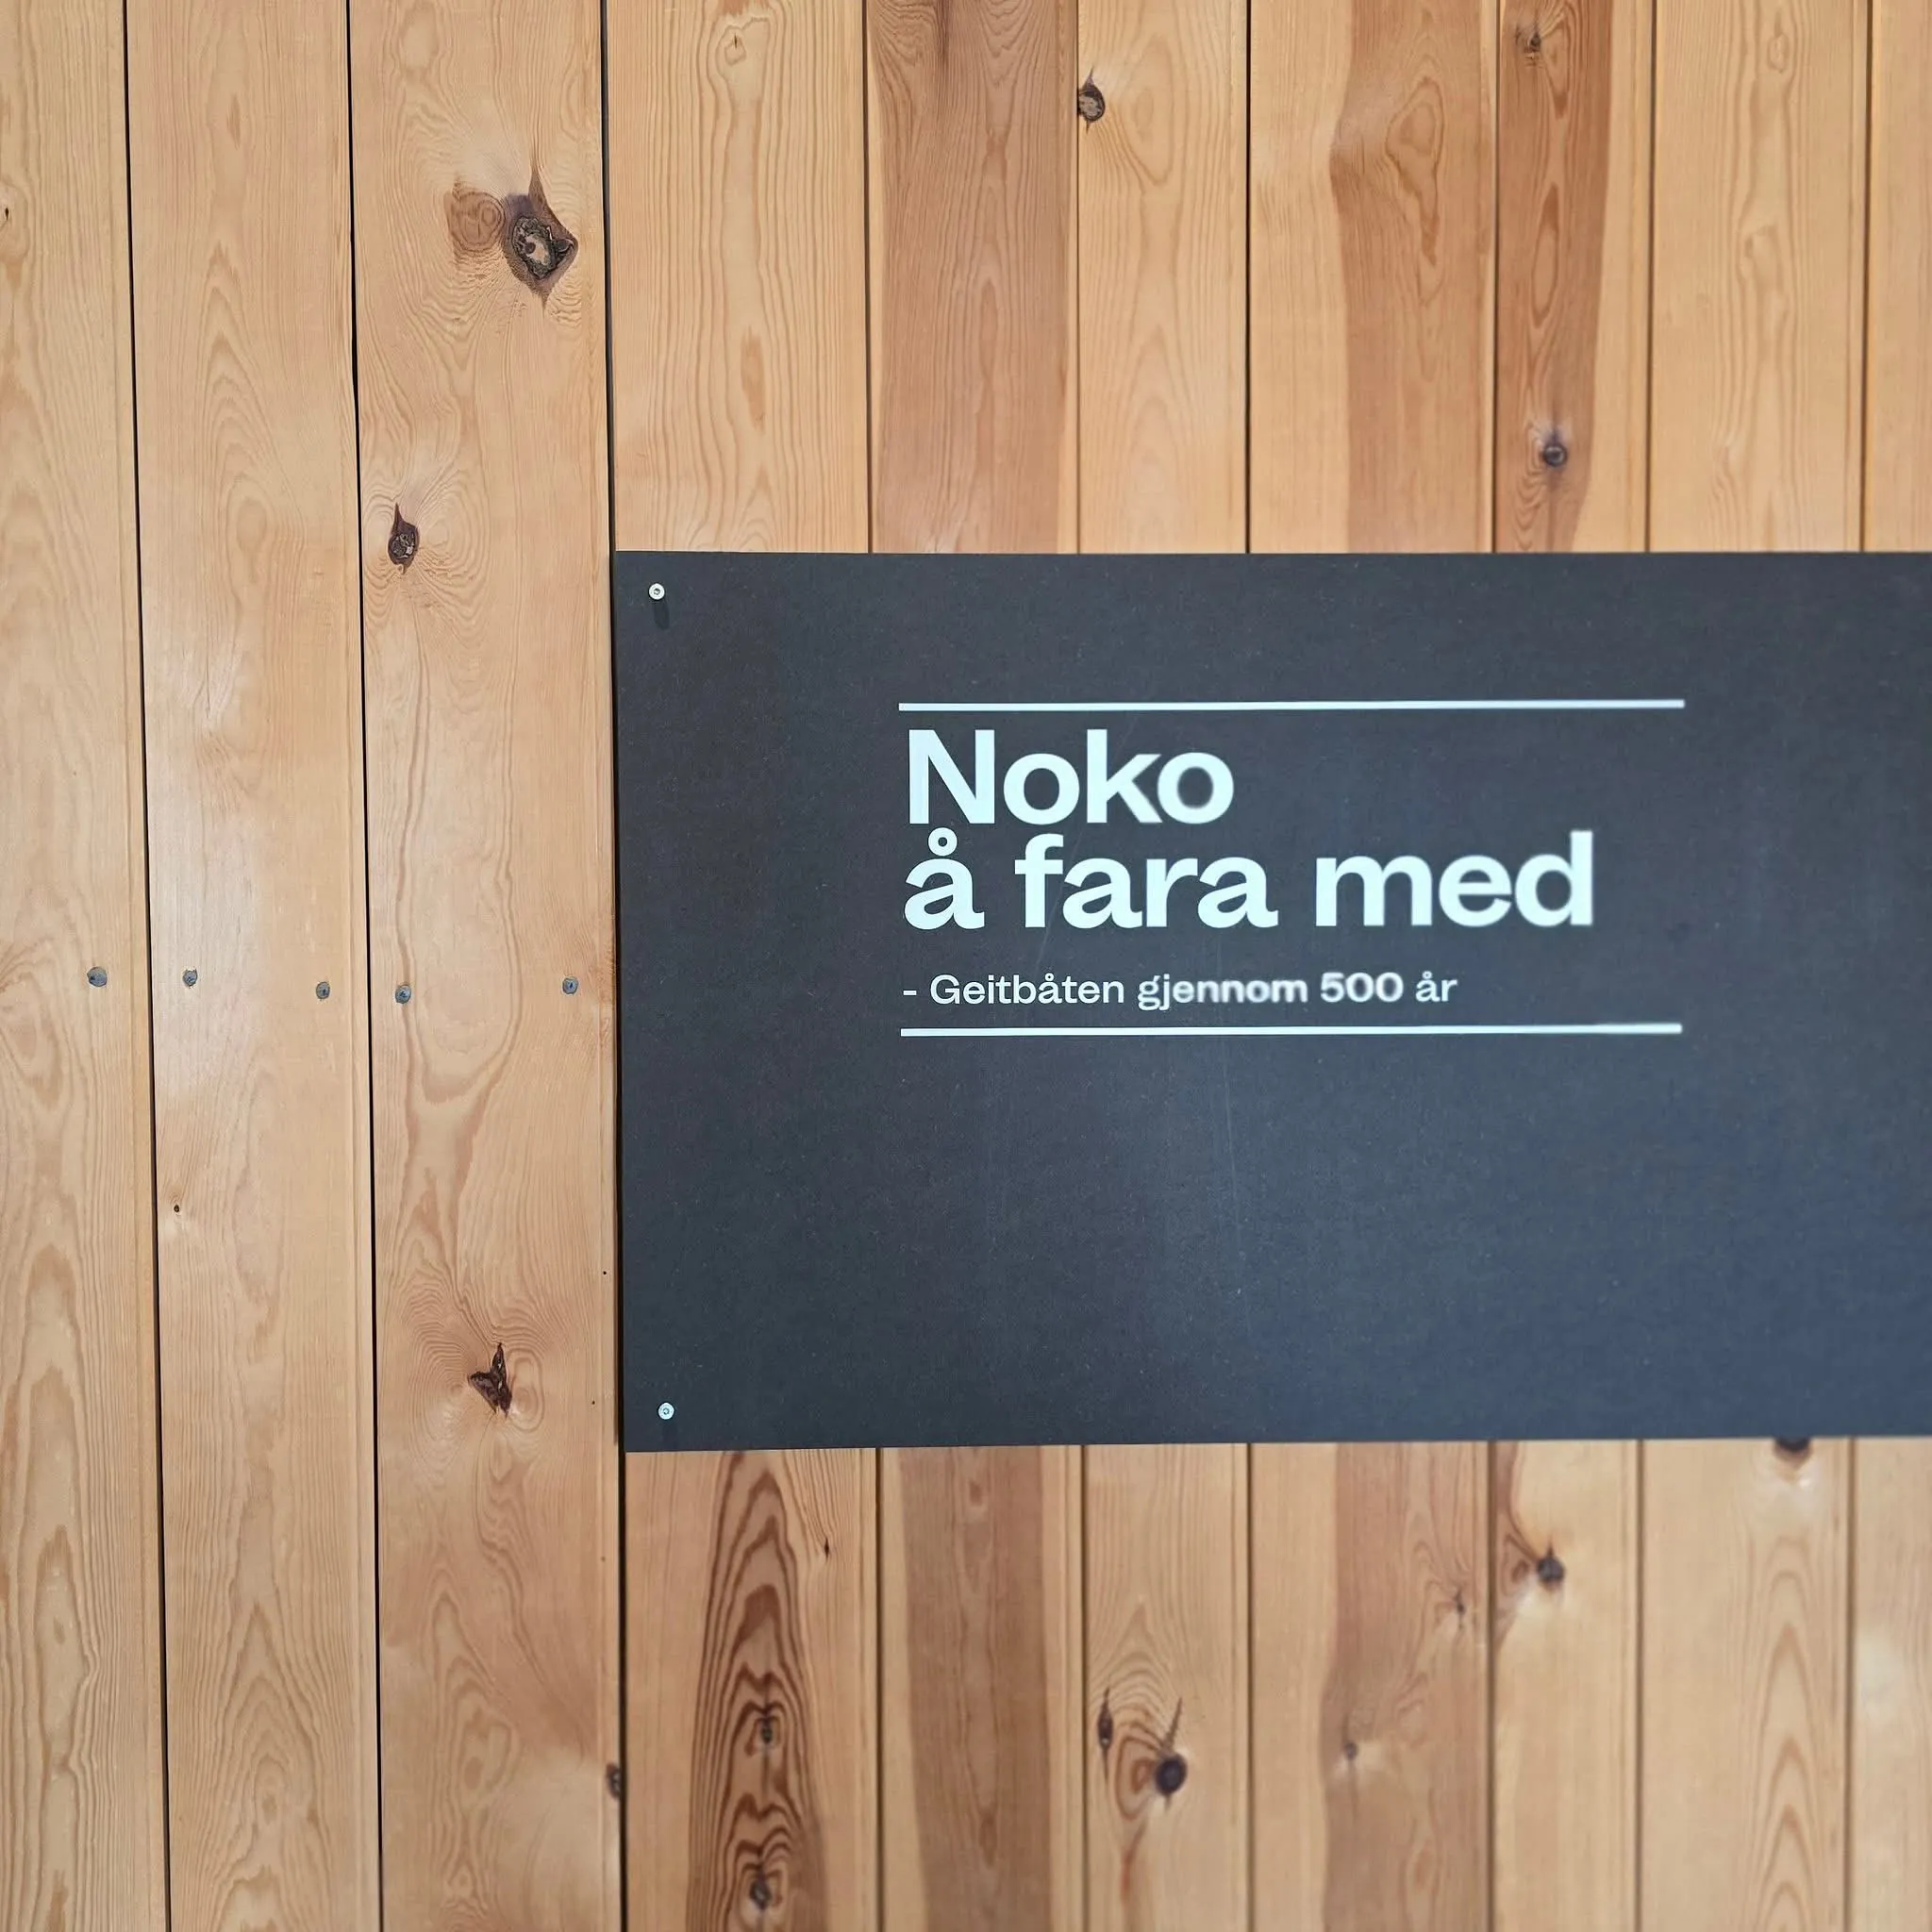 Noko
å fara med
- Geitbåten gjennom 500 år